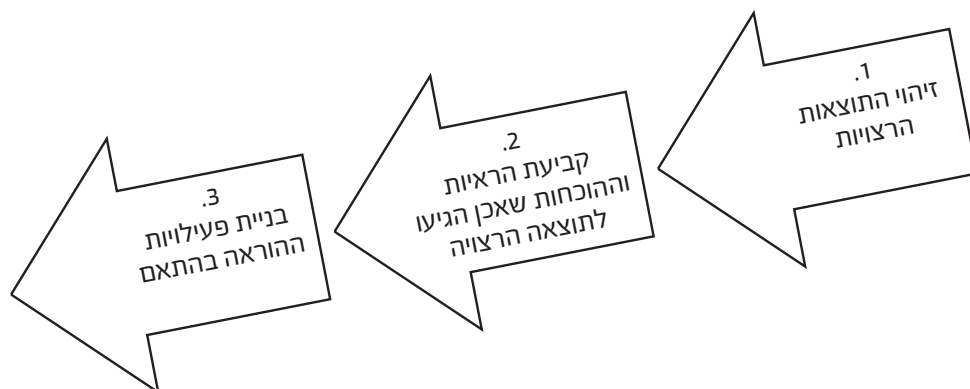 1.
זיהוי התוצאות
הרצויות
2.
קביעת הראיות
וההוכחות שאכן הגיעו
לתוצאה הרצויה
3.
בניית פעילויות
ההוראה בהתאם